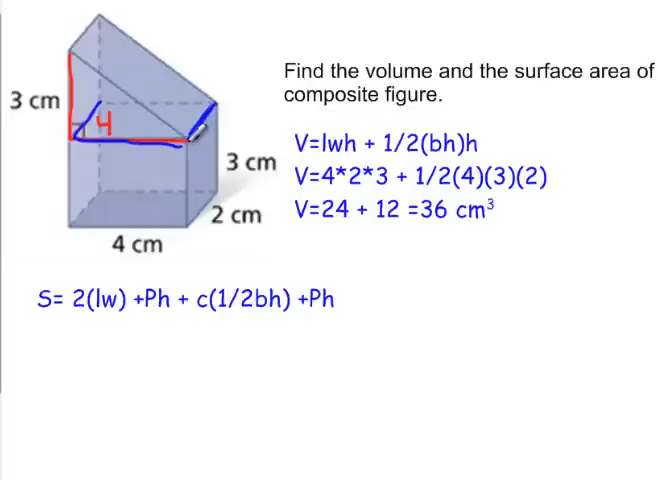 Find the volume and the surface area of
composite figure.
3 cm
4
V=lwh + 1/2(bh)h
3 cm
V=4*2*3 + 1/2(4)(3)(2)
2 cm
V=24 + 12 =36 cm³
4 cm
S= 2(lw) +Ph + c(1/2bh) +Ph